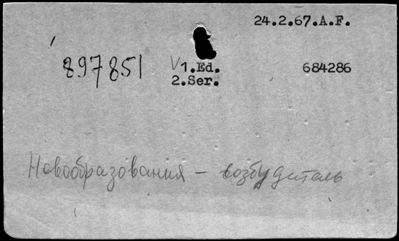 24.2.67.A.F.
897851 √1.Ed. 684286
2.Ser.
Новообразования - возбудитель